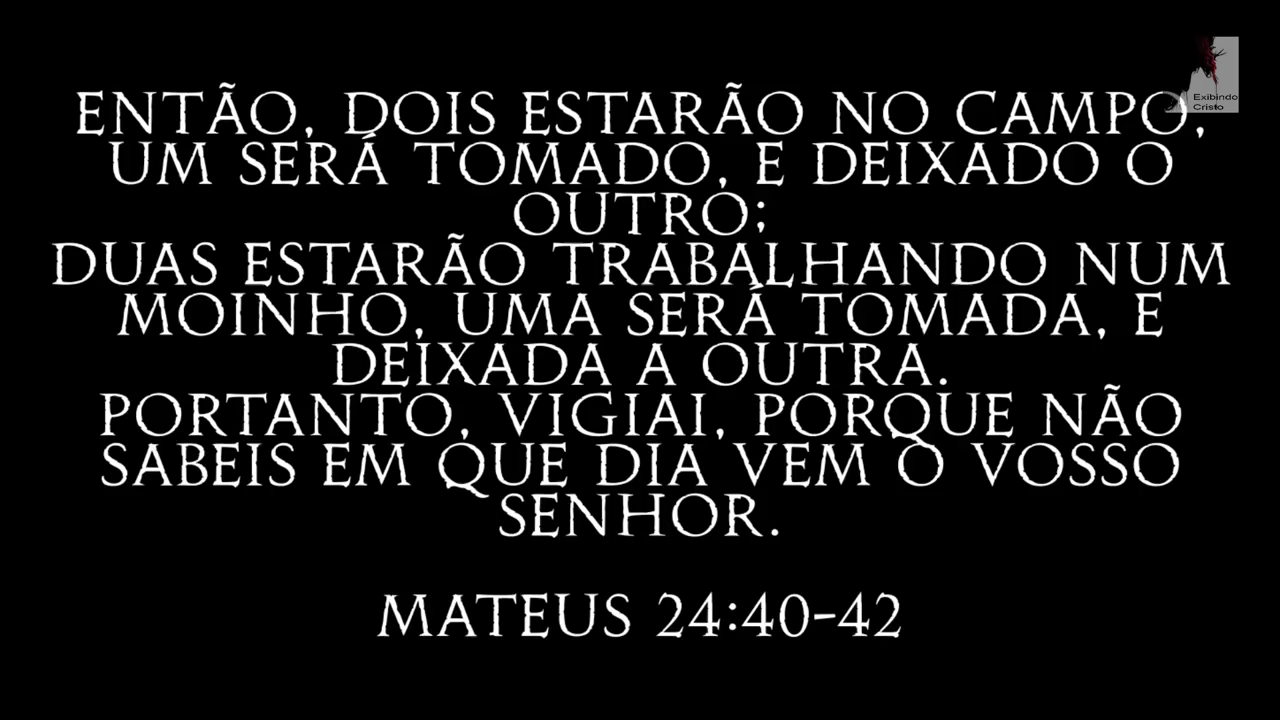 Exibindo
Cristo
ENTÃO, DOIS ESTARÃO NO CAMPO,
UM SERÁ TOMADO, E DEIXADO O
OUTRO;
DUAS ESTARÃO TRABALHANDO NUM
MOINHO, UMA SERÁ TOMADA, E
DEIXADA A OUTRA.
PORTANTO, VIGIAI, PORQUE NÃO
SABEIS EM QUE DIA VEM O VOSSO
SENHOR.
MATEUS 24:40-42